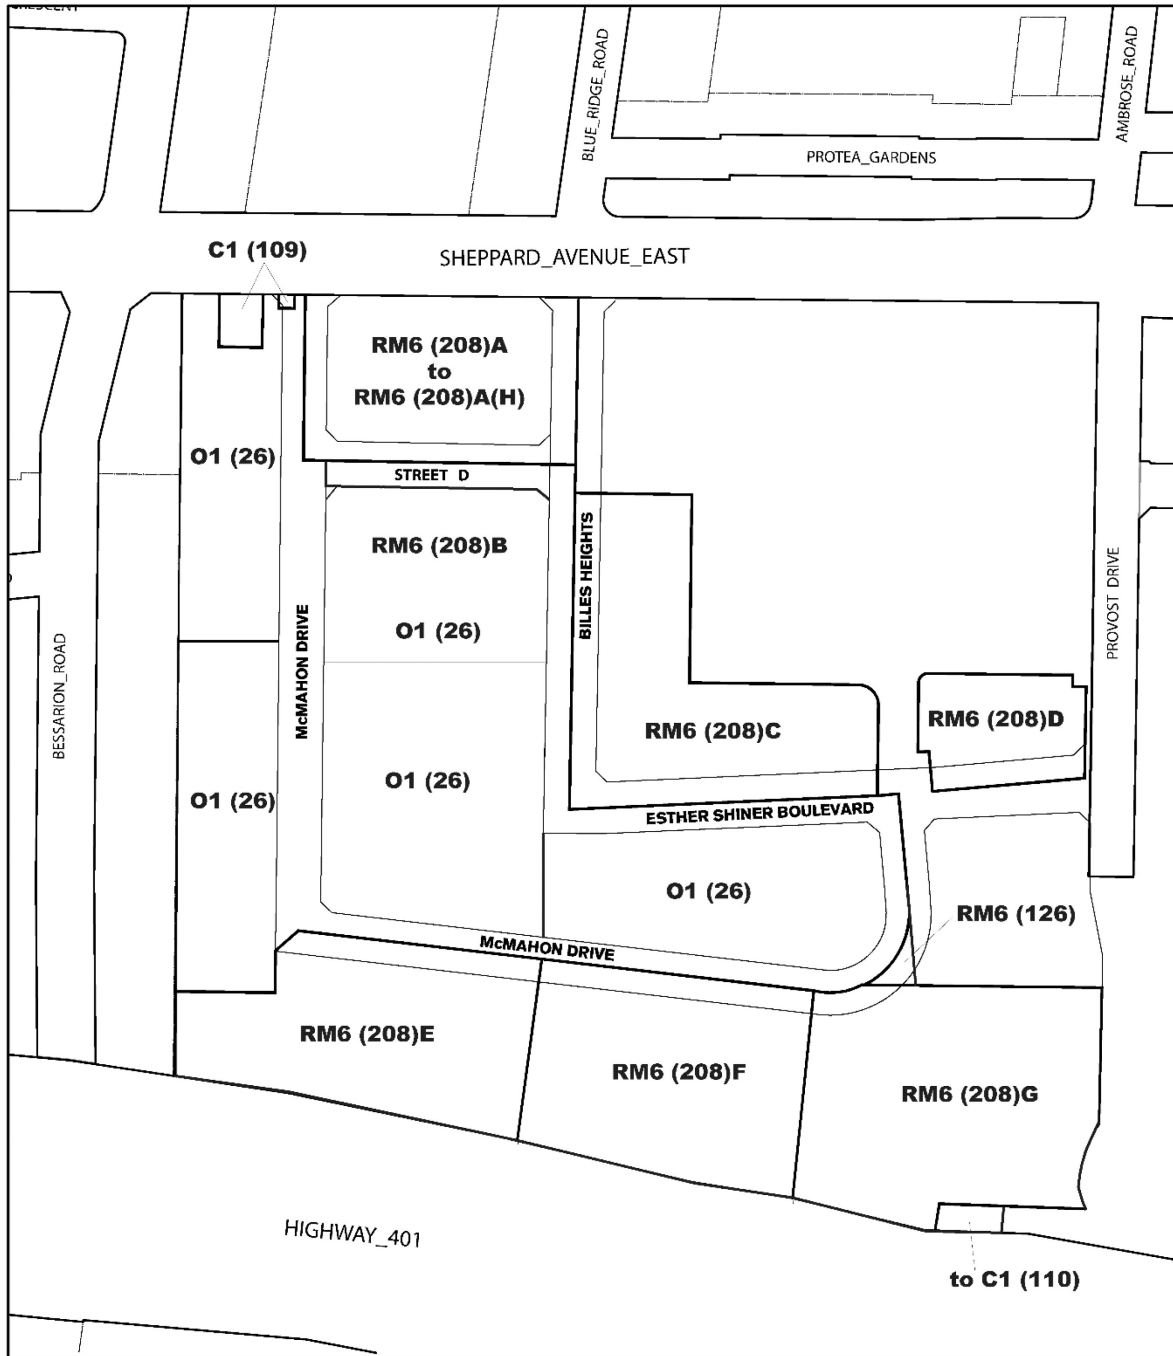 CRESCENT
BLUE_RIDGE_ROAD
AMBROSE_ROAD
PROTEA_GARDENS
C1 (109)
SHEPPARD_AVENUE_EAST
RM6 (208)A
to
RM6 (208)A(H)
O1 (26)
STREET D
RM6 (208)B
O1 (26)
BILLES HEIGHTS
PROVOST DRIVE
BESSARION_ROAD
McMAHON DRIVE
RM6 (208)C
RM6 (208)D
O1 (26)
O1 (26)
ESTHER SHINER BOULEVARD
O1 (26)
RM6 (126)
McMAHON DRIVE
RM6 (208)E
RM6 (208)F
RM6 (208)G
HIGHWAY_401
to C1 (110)